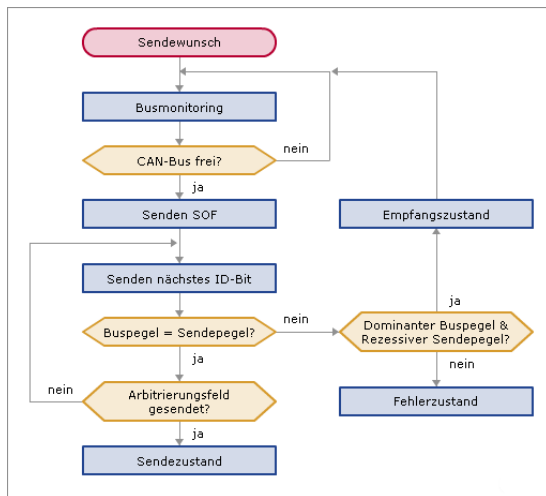 Sendewunsch
Busmonitoring
nein
CAN-Bus frei?
ja
Senden SOF
Empfangszustand
Senden nächstes ID-Bit
ja
Buspegel = Sendepegel?
nein
Dominanter Buspegel &
Rezessiver Sendepegel?
ja
nein
nein
Arbitrierungsfeld
gesendet?
Fehlerzustand
ja
Sendezustand